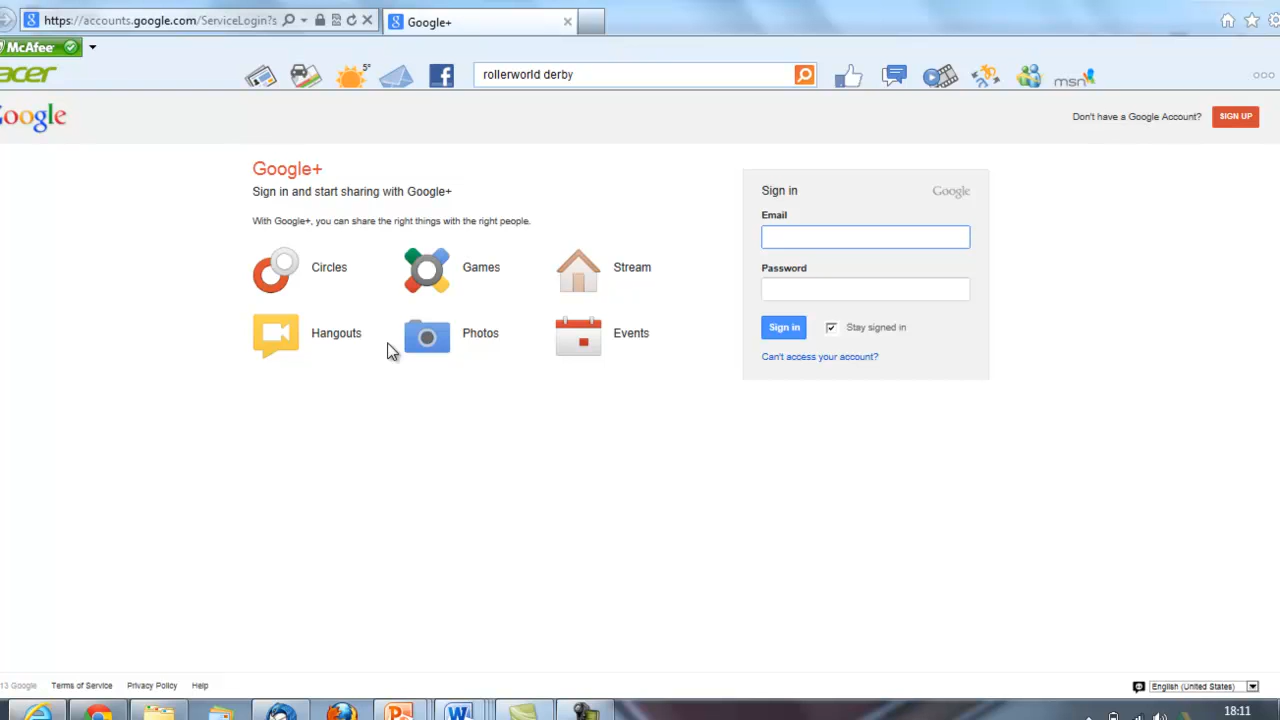 https://accounts.google.com/ServiceLogin?s
Google+
McAfee
acer
5°
rollerworld derby
msn
Google
Don't have a Google Account?
SIGN UP
Google+
Sign in and start sharing with Google+
With Google+, you can share the right things with the right people.
Circles
Games
Stream
Hangouts
Photos
Events
Sign in
Google
Email
Password
Sign in
Stay signed in
Can't access your account?
13 Google
Terms of Service
Privacy Policy
Help
English (United States)
18:11